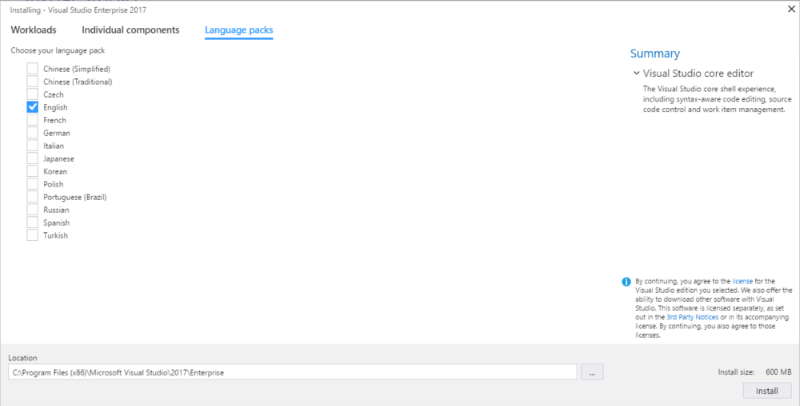 Installing - Visual Studio Enterprise 2017
Workloads Individual components Language packs
Choose your language pack
Chinese (Simplified)
Chinese (Traditional)
Czech
English
French
German
Italian
Japanese
Korean
Polish
Portuguese (Brazil)
Russian
Spanish
Turkish
Summary
Visual Studio core editor
The Visual Studio core shell experience,
including syntax-aware code editing, source
code control and work item management.
By continuing, you agree to the license for the
Visual Studio edition you selected. We also offer the
ability to download other software with Visual
Studio. This software is licensed separately, as set
out in the 3rd Party Notices or in its accompanying
license. By continuing, you also agree to those
licenses.
Location
C:\Program Files (x86)\Microsoft Visual Studio\2017\Enterprise
...
Install size: 600 MB
Install